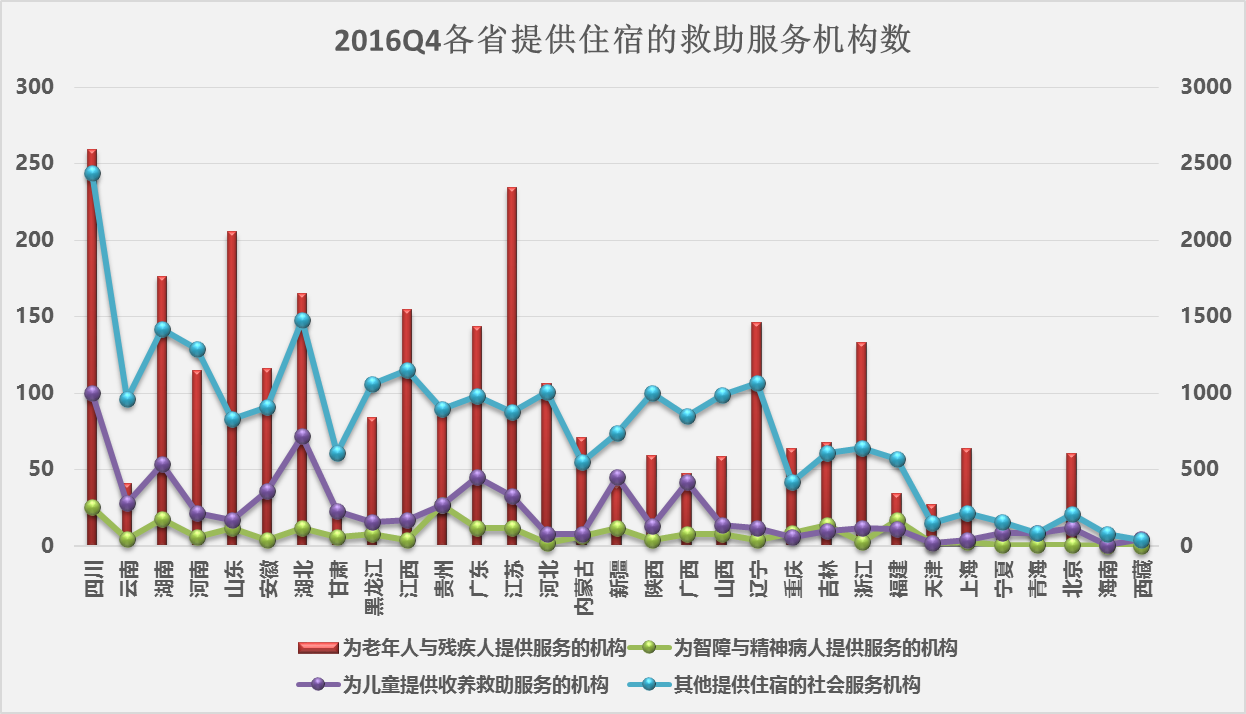 2016Q4各省提供住宿的救助服务机构数
300
250
200
150
100
50
0
3000
2500
2000
1500
1000
500
0
四川
云南
湖南
河南
山东
安徽
湖北
甘肃
黑龙江
江西
贵州
广东
江苏
河北
内蒙古
新疆
陕西
广西
山西
辽宁
重庆
吉林
浙江
福建
天津
上海
宁夏
青海
北京
海南
西藏
为老年人与残疾人提供服务的机构
为智障与精神病人提供服务的机构
为儿童提供收养救助服务的机构
其他提供住宿的社会服务机构